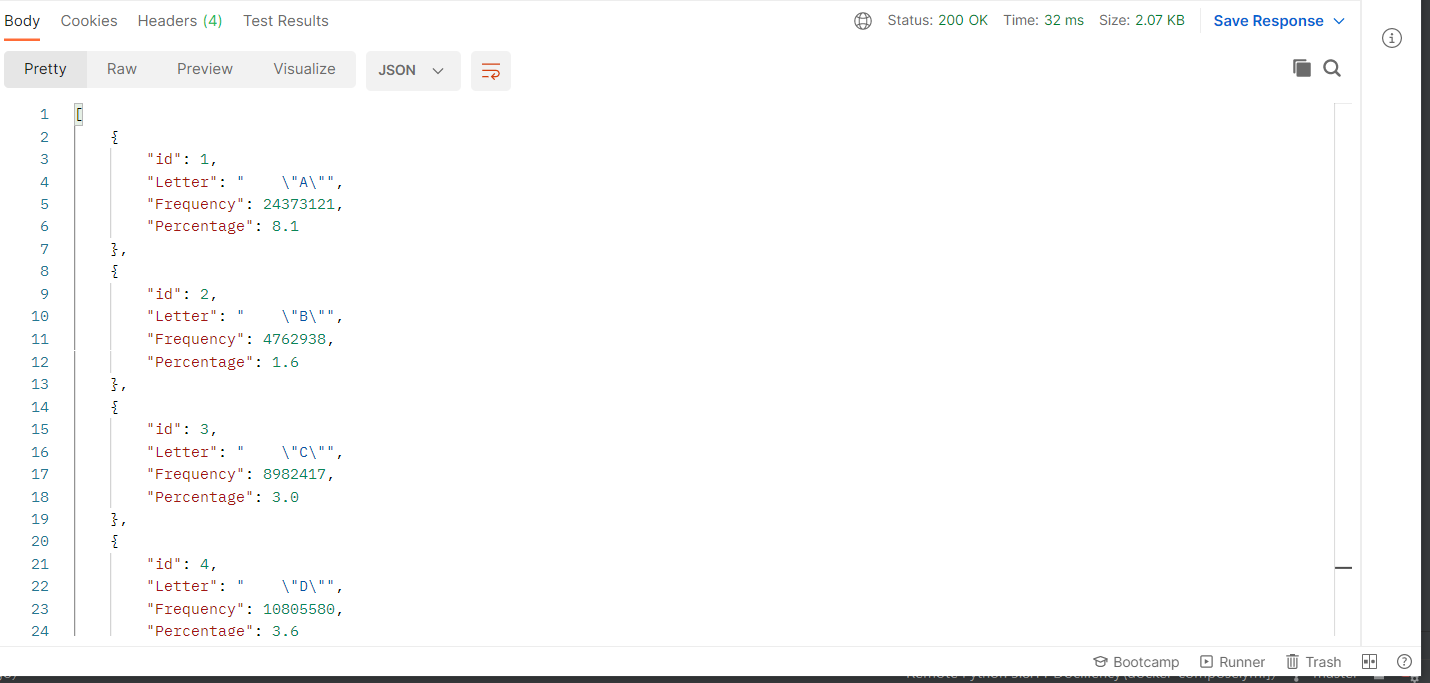 Body Cookies Headers (4) Test Results Status: 200 OK Time: 32 ms Size: 2.07 KB Save Response
Pretty Raw Preview Visualize JSON
1 [
2 {
3 "id": 1,
4 "Letter": "    \"A\"",
5 "Frequency": 24373121,
6 "Percentage": 8.1
7 },
8 {
9 "id": 2,
10 "Letter": "    \"B\"",
11 "Frequency": 4762938,
12 "Percentage": 1.6
13 },
14 {
15 "id": 3,
16 "Letter": "    \"C\"",
17 "Frequency": 8982417,
18 "Percentage": 3.0
19 },
20 {
21 "id": 4,
22 "Letter": "    \"D\"",
23 "Frequency": 10805580,
24 "Percentage": 3.6
Bootcamp Runner Trash